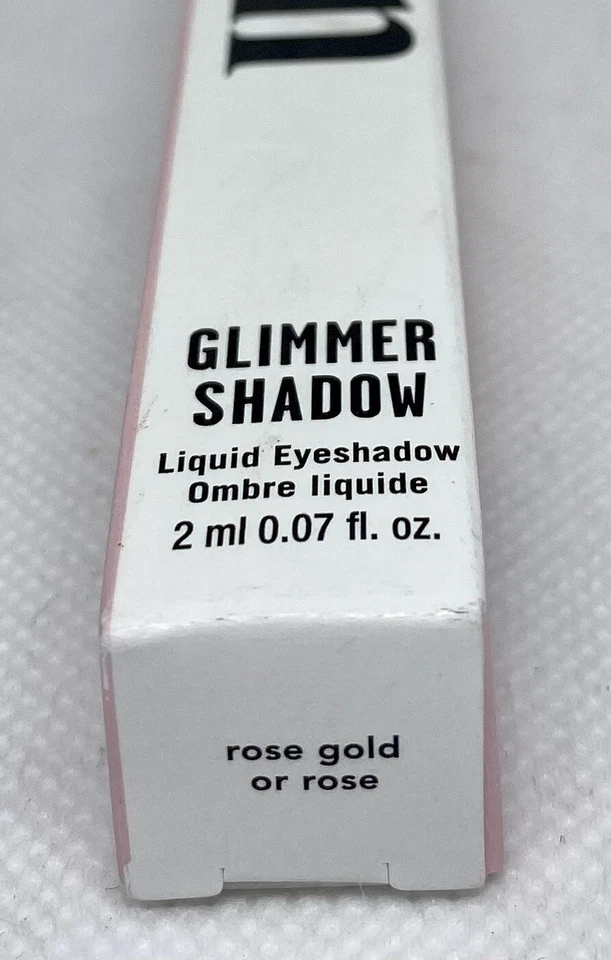 GLIMMER
SHADOW
Liquid Eyeshadow
Ombre liquide
2 ml 0.07 fl. oz.
rose gold
or rose